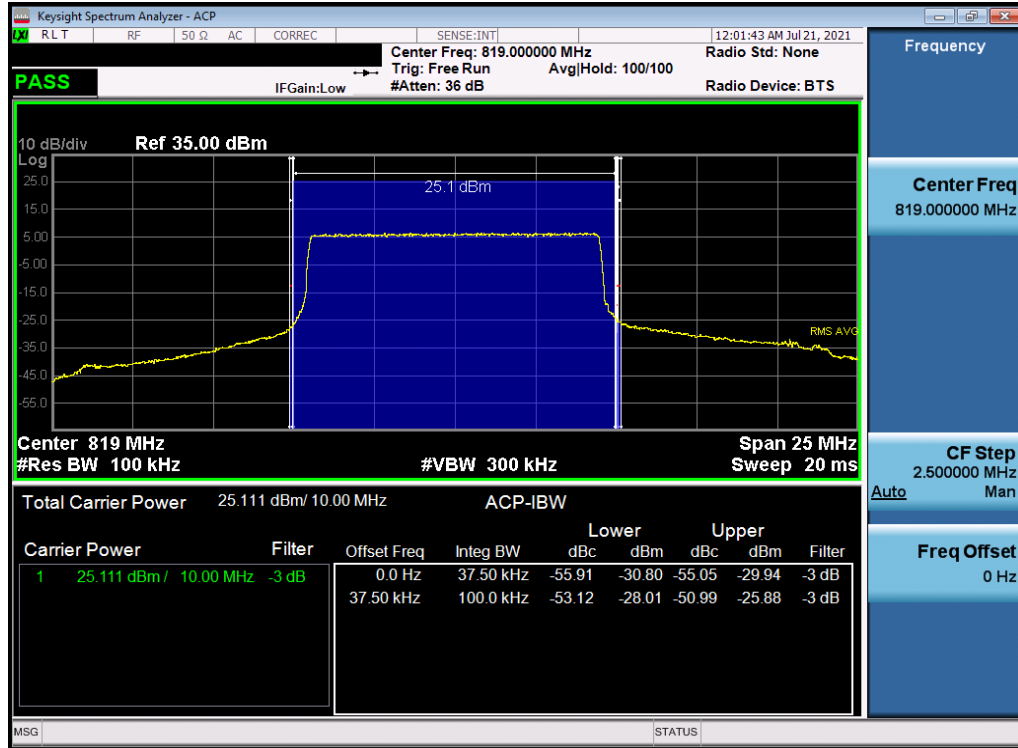 Keysight Spectrum Analyzer - ACP
LXI RLT RF 50 Ω AC CORREC SENSE:INT 12:01:43 AM Jul 21, 2021
Center Freq: 819.000000 MHz Radio Std: None
Trig: Free Run Avg|Hold: 100/100
PASS IFGain:Low #Atten: 36 dB Radio Device: BTS
Frequency
10 dB/div Ref 35.00 dBm
Log
25.0
25.1 dBm
15.0
5.00
-5.00
-15.0
-25.0
RMS AVG
-35.0
-45.0
-55.0
Center 819 MHz Span 25 MHz
#Res BW 100 kHz #VBW 300 kHz Sweep 20 ms
Center Freq
819.000000 MHz
CF Step
2.500000 MHz
Auto Man
Freq Offset
0 Hz
Total Carrier Power 25.111 dBm/ 10.00 MHz ACP-IBW
Lower Upper
Carrier Power Filter Offset Freq Integ BW dBc dBm dBc dBm Filter
1 25.111 dBm / 10.00 MHz -3 dB 0.0 Hz 37.50 kHz -55.91 -30.80 -55.05 -29.94 -3 dB
37.50 kHz 100.0 kHz -53.12 -28.01 -50.99 -25.88 -3 dB
MSG STATUS